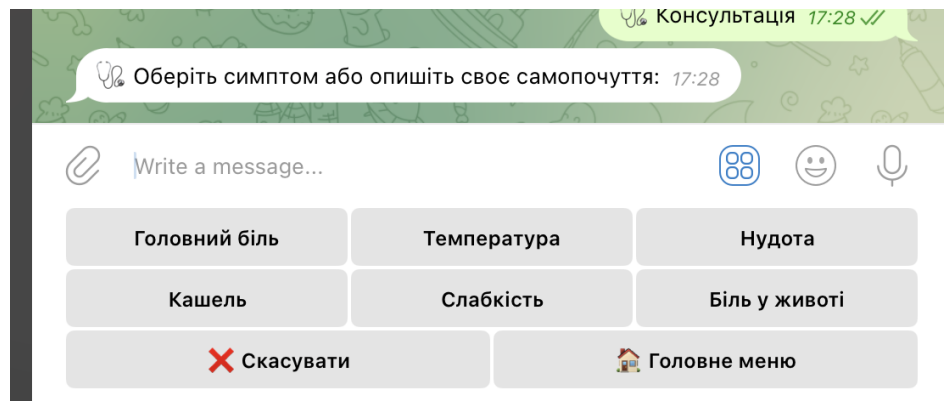 🩺 Консультація 17:28
🩺 Оберіть симптом або опишіть своє самопочуття: 17:28
Write a message...
Головний біль Температура Нудота
Кашель Слабкість Біль у животі
❌ Скасувати 🏠 Головне меню